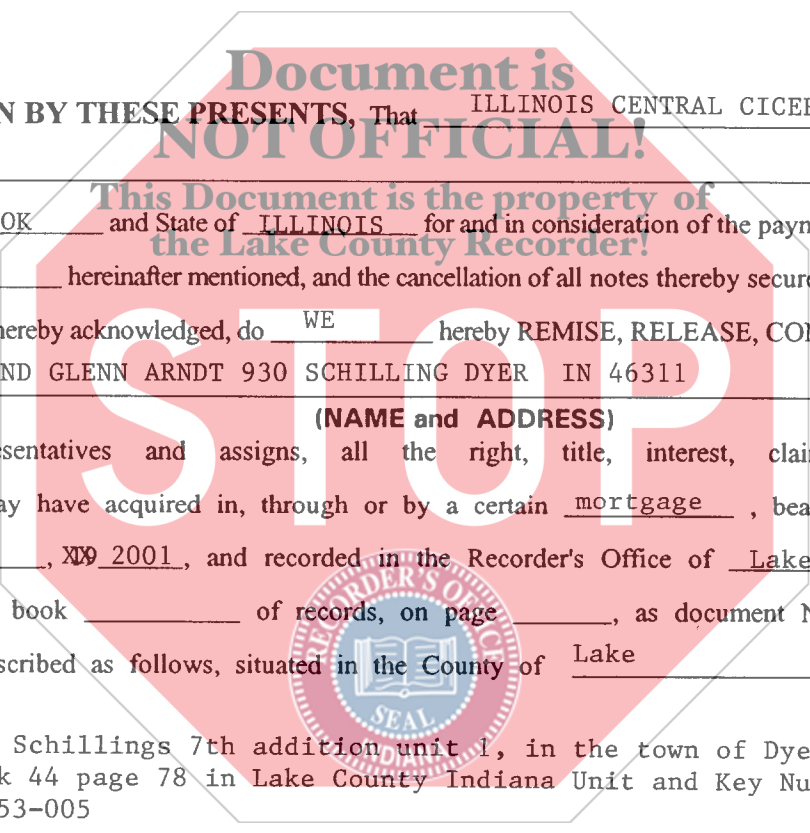 Document is
N BY THESE PRESENTS, That ILLINOIS CENTRAL CICE
NOT OFFICIAL!
This Document is the property of
OK and State of ILLINOIS for and in consideration of the paym
the Lake County Recorder!
hereinafter mentioned, and the cancellation of all notes thereby secure
hereby acknowledged, do WE hereby REMISE, RELEASE, CON
ND GLENN ARNDT 930 SCHILLING DYER IN 46311
STOP
(NAME and ADDRESS)
esentatives and assigns, all the right, title, interest, clai
ay have acquired in, through or by a certain mortgage , bea
, 2001 , and recorded in the Recorder's Office of Lake
book of records, on page , as document N
scribed as follows, situated in the County of Lake
RECORDER'S OFFICE
SEAL
INDIANA
Schillings 7th addition unit 1, in the town of Dye
k 44 page 78 in Lake County Indiana Unit and Key Nu
53-005